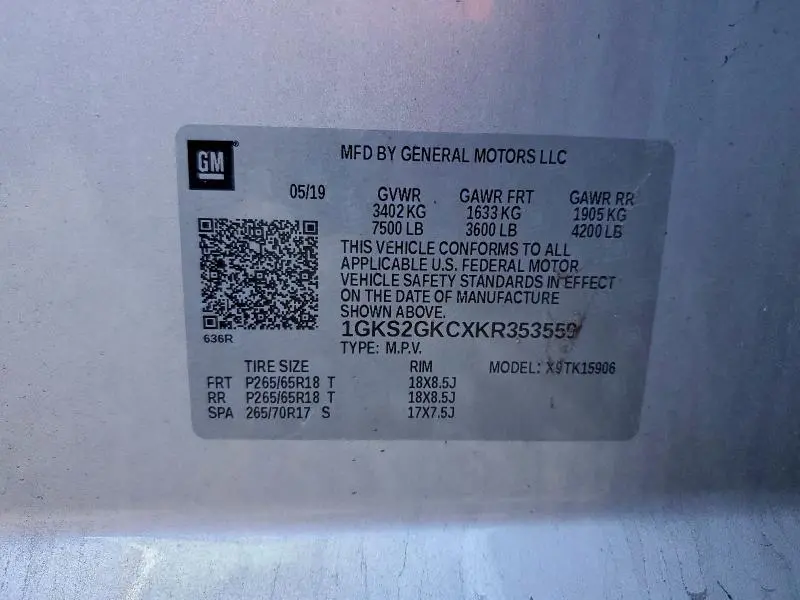 GM
MFD BY GENERAL MOTORS LLC
05/19 GVWR GAWR FRT GAWR RR
3402 KG 1633 KG 1905 KG
7500 LB 3600 LB 4200 LB
THIS VEHICLE CONFORMS TO ALL
APPLICABLE U.S. FEDERAL MOTOR
VEHICLE SAFETY STANDARDS IN EFFECT
ON THE DATE OF MANUFACTURE
SHOWN ABOVE.
1GKS2GKCXKR353559
636R
TYPE: M.P.V.
TIRE SIZE RIM MODEL: X9TK15906
FRT P265/65R18 T 18X8.5J
RR P265/65R18 T 18X8.5J
SPA 265/70R17 S 17X7.5J